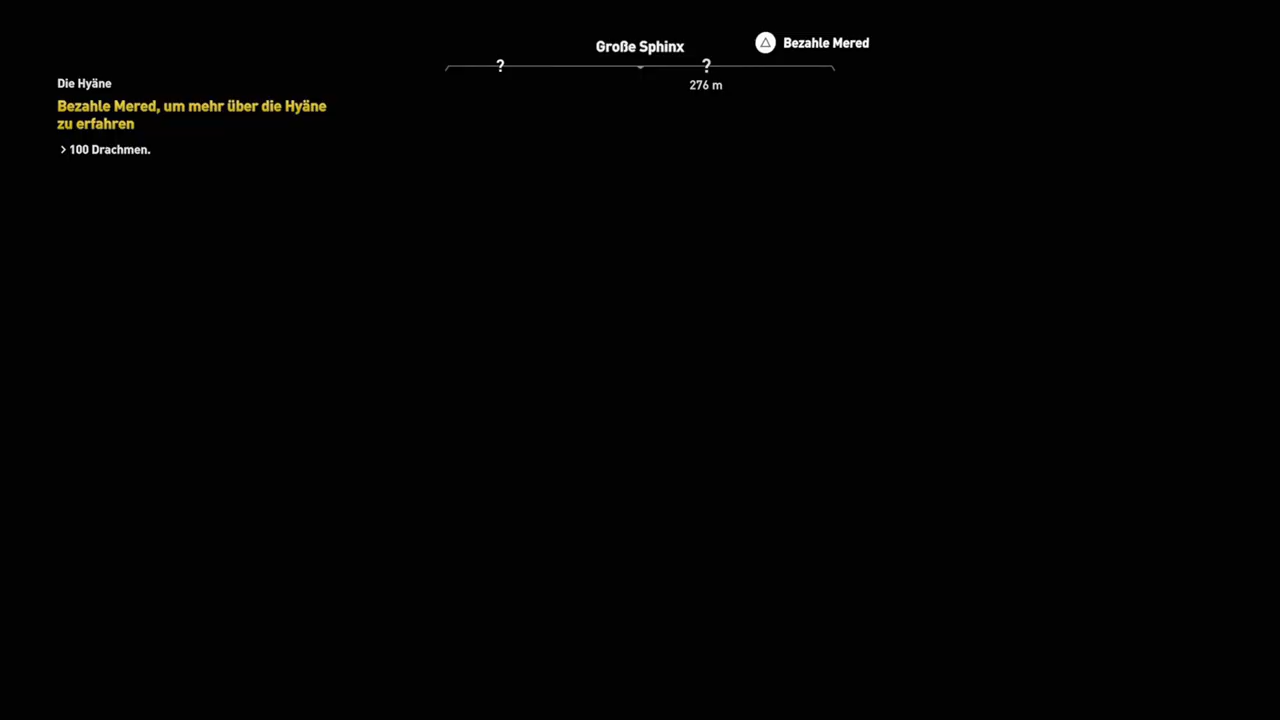 Große Sphinx
Bezahle Mered
?
?
276 m
Die Hyäne
Bezahle Mered, um mehr über die Hyäne
zu erfahren
> 100 Drachmen.